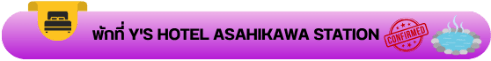 พักที่ Y'S HOTEL ASAHIKAWA STATION
CONFIRMED